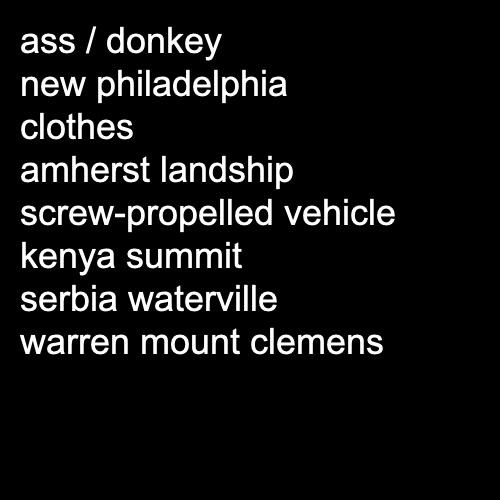 ass / donkey
new philadelphia
clothes
amherst landship
screw-propelled vehicle
kenya summit
serbia waterville
warren mount clemens